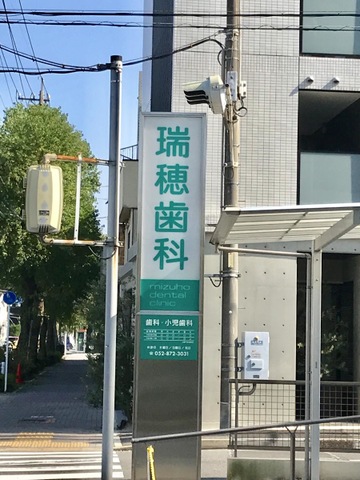 瑞穂歯科
mizuho
dental
clinic
歯科・小児歯科
☎ 052-872-3031